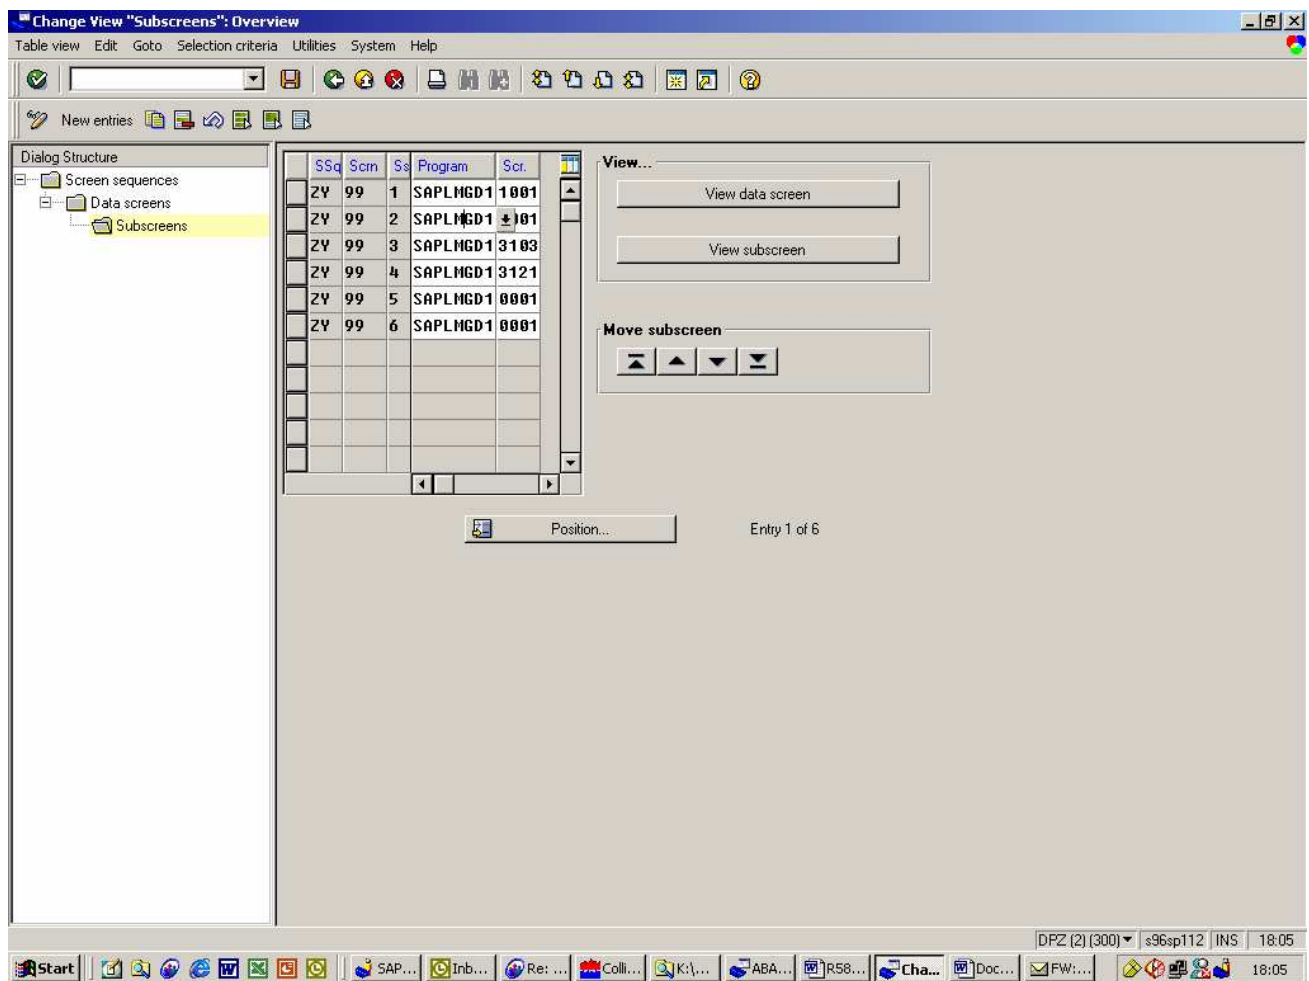 Change View "Subscreens": Overview
Table view Edit Goto Selection criteria Utilities System Help
New entries
Dialog Structure
Screen sequences
Data screens
Subscreens
SSq Scrn Ss Program Scr.
ZY 99 1 SAPLMGD1 1001
ZY 99 2 SAPLMGD1 001
ZY 99 3 SAPLMGD1 3103
ZY 99 4 SAPLMGD1 3121
ZY 99 5 SAPLMGD1 0001
ZY 99 6 SAPLMGD1 0001
View...
View data screen
View subscreen
Move subscreen
Position...
Entry 1 of 6
DPZ (2) (300) s96sp112 INS 18:05
Start SAP... Inb... Re: ... Colli... K:\... ABA... R58... Cha... Doc... FW:... 18:05